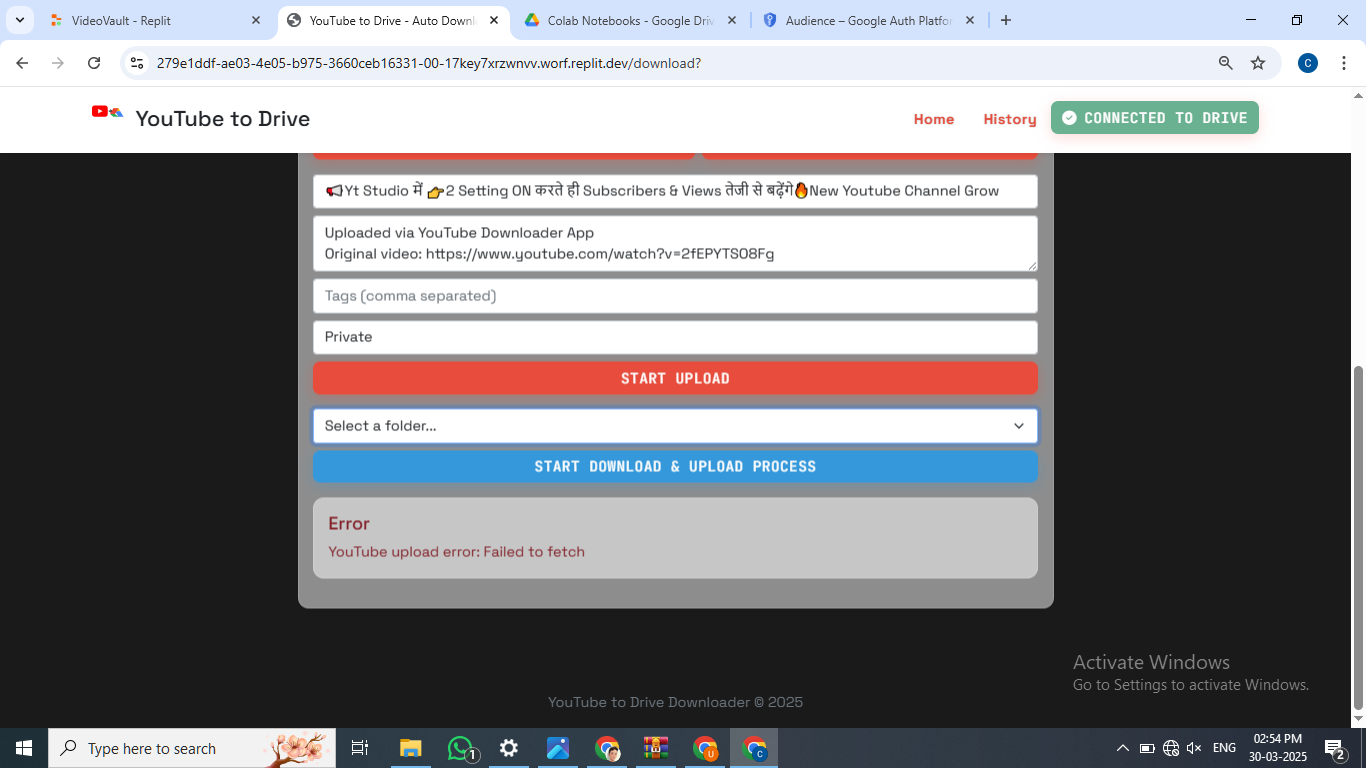 VideoVault - Replit
YouTube to Drive - Auto Downl
Colab Notebooks - Google Driv
Audience – Google Auth Platfor
279e1ddf-ae03-4e05-b975-3660ceb16331-00-17key7xrzwnvv.worf.replit.dev/download?
C
YouTube to Drive
Home
History
CONNECTED TO DRIVE
📢Yt Studio में 👉2 Setting ON करते ही Subscribers & Views तेजी से बढ़ेंगे🔥New Youtube Channel Grow
Uploaded via YouTube Downloader App
Original video: https://www.youtube.com/watch?v=2fEPYTSO8Fg
Tags (comma separated)
Private
START UPLOAD
Select a folder...
START DOWNLOAD & UPLOAD PROCESS
Error
YouTube upload error: Failed to fetch
Activate Windows
Go to Settings to activate Windows.
YouTube to Drive Downloader © 2025
Type here to search
1
U
C
ENG
02:54 PM
30-03-2025
2